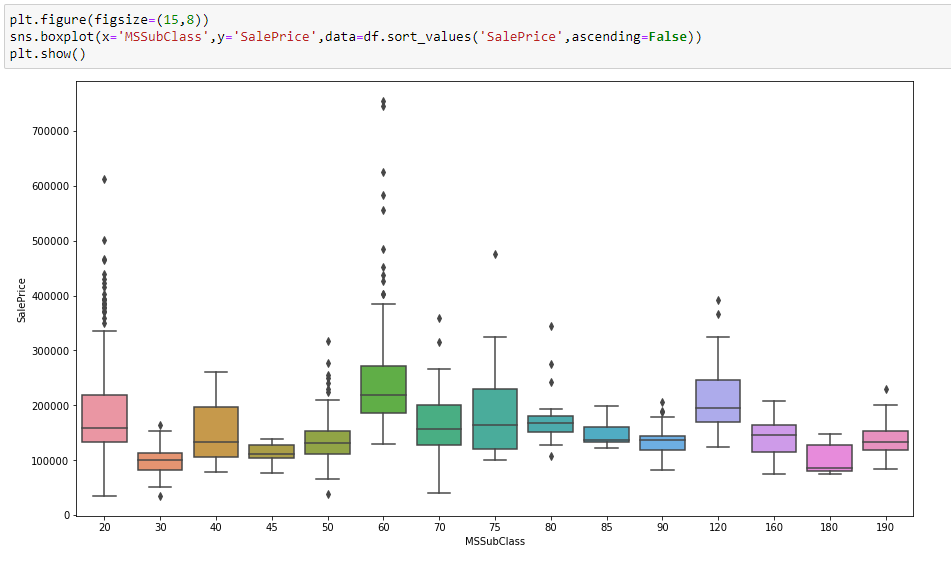 plt.figure(figsize=(15,8))
sns.boxplot(x='MSSubClass',y='SalePrice',data=df.sort_values('SalePrice',ascending=False))
plt.show()
700000
600000
500000
400000
300000
200000
100000
0
SalePrice
20 30 40 45 50 60 70 75 80 85 90 120 160 180 190
MSSubClass